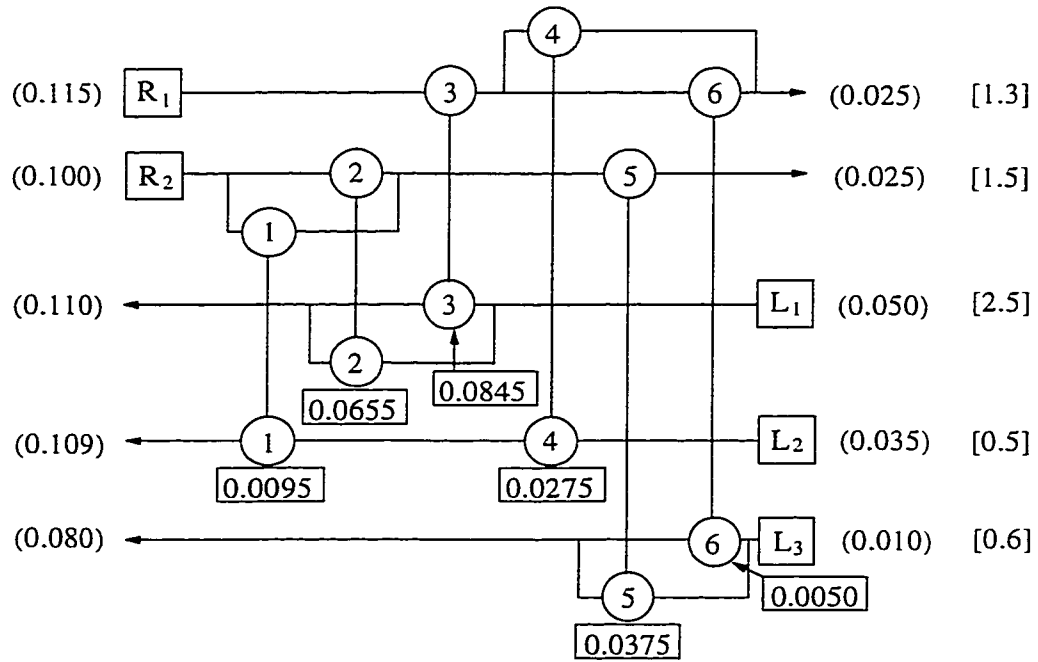 4
(0.115) R1 3 6 (0.025) [1.3]
(0.100) R2 2 5 (0.025) [1.5]
1
(0.110) 3 L1 (0.050) [2.5]
2
0.0845
0.0655
(0.109) 1 4 L2 (0.035) [0.5]
0.0095 0.0275
(0.080) 6 L3 (0.010) [0.6]
5 0.0050
0.0375